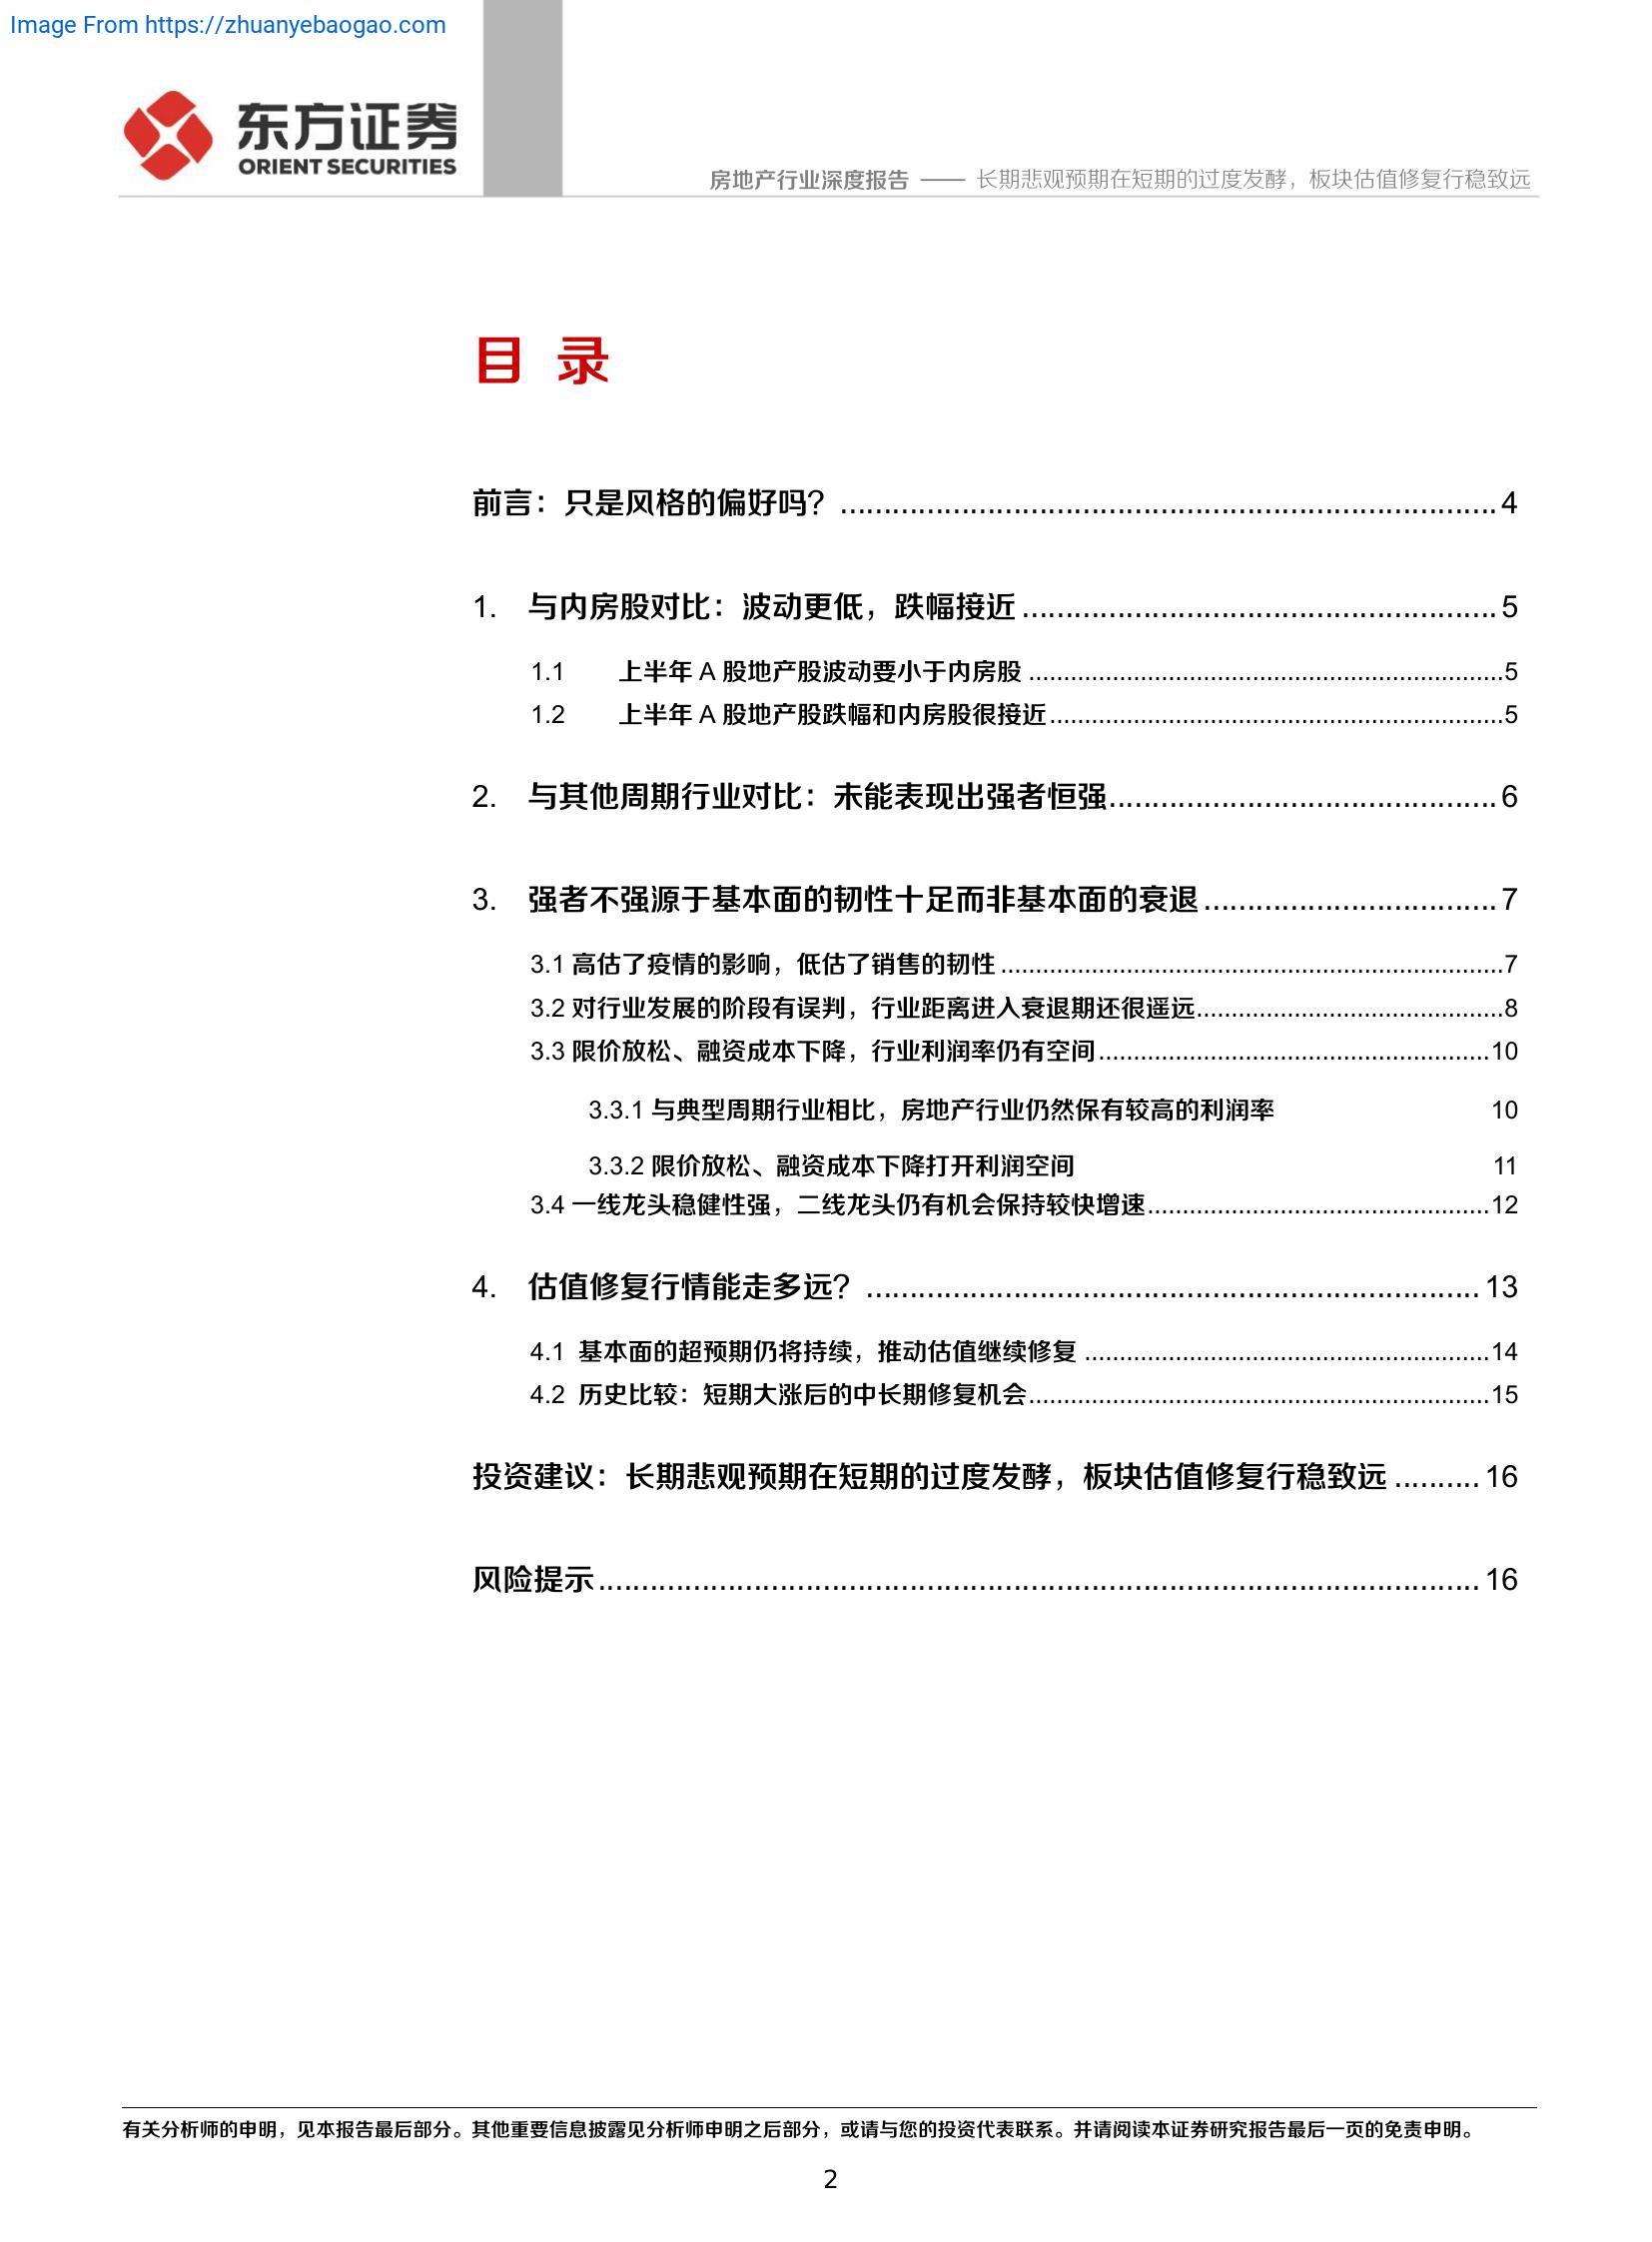 Image From https://zhuanyebaogao.com
东方证券
ORIENT SECURITIES
房地产行业深度报告 —— 长期悲观预期在短期的过度发酵，板块估值修复行稳致远
目 录
前言：只是风格的偏好吗？ ........................................................................... 4
1. 与内房股对比：波动更低，跌幅接近 ...................................................... 5
1.1 上半年 A 股地产股波动要小于内房股 ....................................................................5
1.2 上半年 A 股地产股跌幅和内房股很接近 .................................................................5
2. 与其他周期行业对比：未能表现出强者恒强 ............................................ 6
3. 强者不强源于基本面的韧性十足而非基本面的衰退 .................................. 7
3.1 高估了疫情的影响，低估了销售的韧性 ........................................................................7
3.2 对行业发展的阶段有误判，行业距离进入衰退期还很遥远 ............................................8
3.3 限价放松、融资成本下降，行业利润率仍有空间 ........................................................10
3.3.1 与典型周期行业相比，房地产行业仍然保有较高的利润率 10
3.3.2 限价放松、融资成本下降打开利润空间 11
3.4 一线龙头稳健性强，二线龙头仍有机会保持较快增速 .................................................12
4. 估值修复行情能走多远？ ...................................................................... 13
4.1 基本面的超预期仍将持续，推动估值继续修复 ..........................................................14
4.2 历史比较：短期大涨后的中长期修复机会 ..................................................................15
投资建议：长期悲观预期在短期的过度发酵，板块估值修复行稳致远 .......... 16
风险提示 ..................................................................................................... 16
有关分析师的申明，见本报告最后部分。其他重要信息披露见分析师申明之后部分，或请与您的投资代表联系。并请阅读本证券研究报告最后一页的免责申明。
2